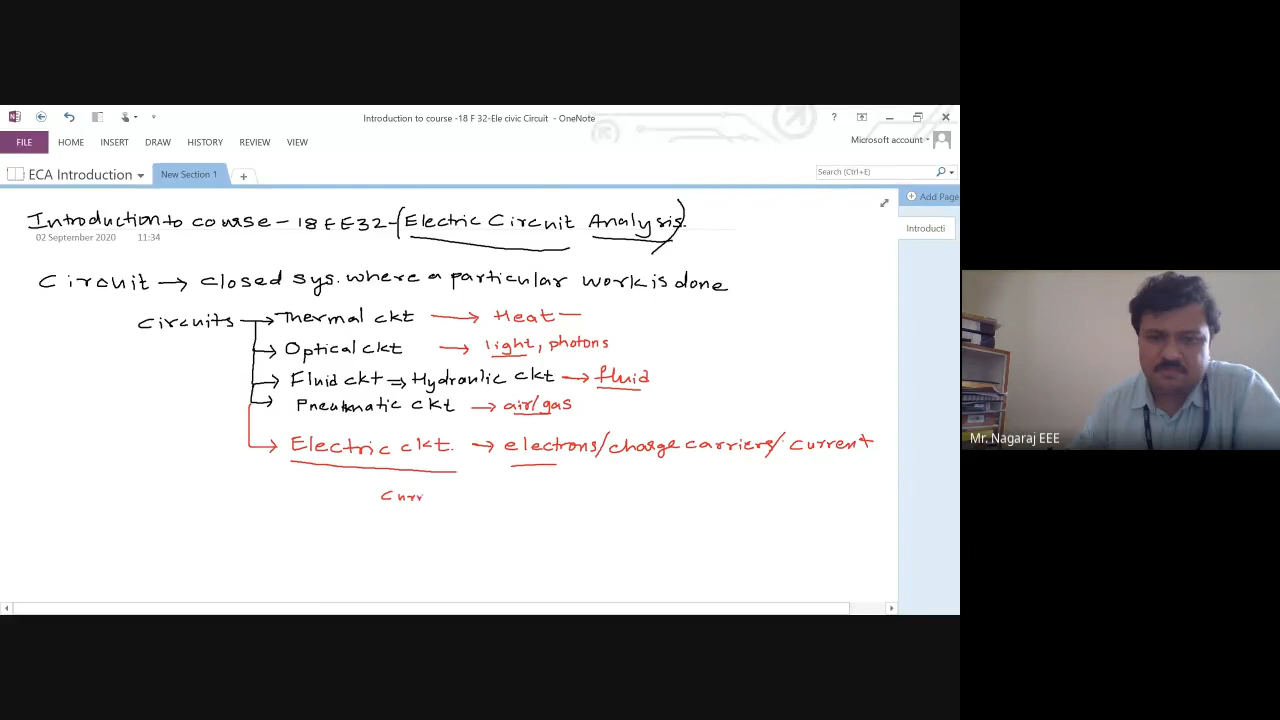 Introduction to course -18 F 32-Ele civic Circuit - OneNote
?
FILE HOME INSERT DRAW HISTORY REVIEW VIEW
Microsoft account
ECA Introduction
New Section 1
+
Search (Ctrl+E)
Introduction to course - 18EE32-(Electric Circuit Analysis).
Add Page
02 September 2020 11:34
Introducti
Circuit → closed sys. where a particular work is done
Circuits → Thermal ckt → Heat —
→ Optical ckt → light, photons
→ Fluid ckt ⇒ Hydraulic ckt → fluid
→ Pneumatic ckt → air/gas
→ Electric ckt. → electrons/charge carriers/current
Curr
Mr. Nagaraj EEE